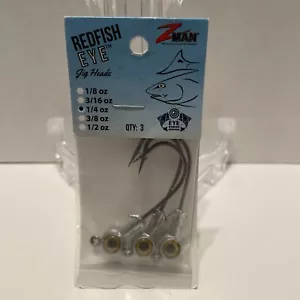 REDFISH
EYE™
Jig Heads
Z MAN
1/8 oz
3/16 oz
1/4 oz
3/8 oz
1/2 oz
QTY: 3
EYE